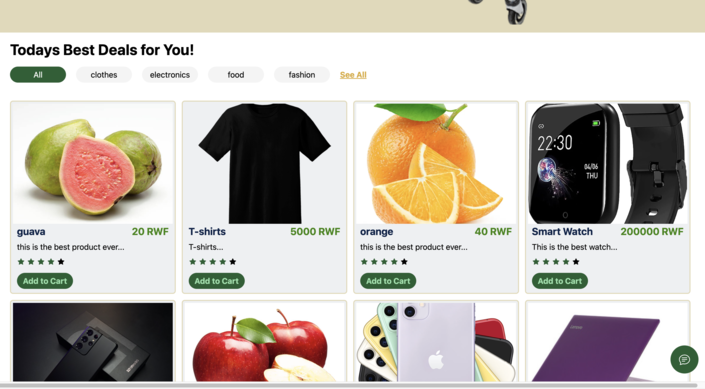 Todays Best Deals for You!
All clothes electronics food fashion See All
guava 20 RWF
this is the best product ever...
Add to Cart
T-shirts 5000 RWF
T-shirts...
Add to Cart
orange 40 RWF
this is the best product ever...
Add to Cart
22:30
04/06
THU
Smart Watch 200000 RWF
This is the best watch...
Add to Cart